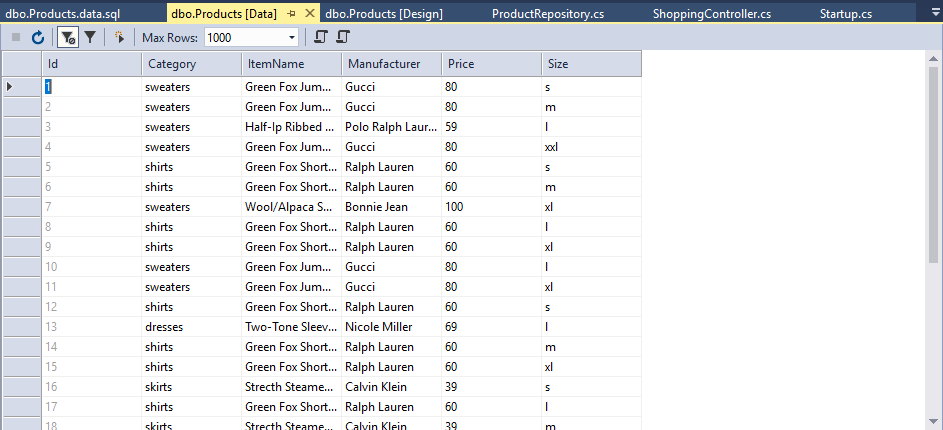 dbo.Products.data.sql dbo.Products [Data] dbo.Products [Design] ProductRepository.cs ShoppingController.cs Startup.cs
Max Rows: 1000
Id Category ItemName Manufacturer Price Size
1 sweaters Green Fox Jum... Gucci 80 s
2 sweaters Green Fox Jum... Gucci 80 m
3 sweaters Half-Ip Ribbed ... Polo Ralph Laur... 59 l
4 sweaters Green Fox Jum... Gucci 80 xxl
5 shirts Green Fox Short... Ralph Lauren 60 s
6 shirts Green Fox Short... Ralph Lauren 60 m
7 sweaters Wool/Alpaca S... Bonnie Jean 100 xl
8 shirts Green Fox Short... Ralph Lauren 60 l
9 shirts Green Fox Short... Ralph Lauren 60 xl
10 sweaters Green Fox Jum... Gucci 80 l
11 sweaters Green Fox Jum... Gucci 80 xl
12 shirts Green Fox Short... Ralph Lauren 60 s
13 dresses Two-Tone Sleev... Nicole Miller 69 l
14 shirts Green Fox Short... Ralph Lauren 60 m
15 shirts Green Fox Short... Ralph Lauren 60 xl
16 skirts Strecth Steame... Calvin Klein 39 s
17 shirts Green Fox Short... Ralph Lauren 60 l
18 skirts Strecth Steame... Calvin Klein 39 m